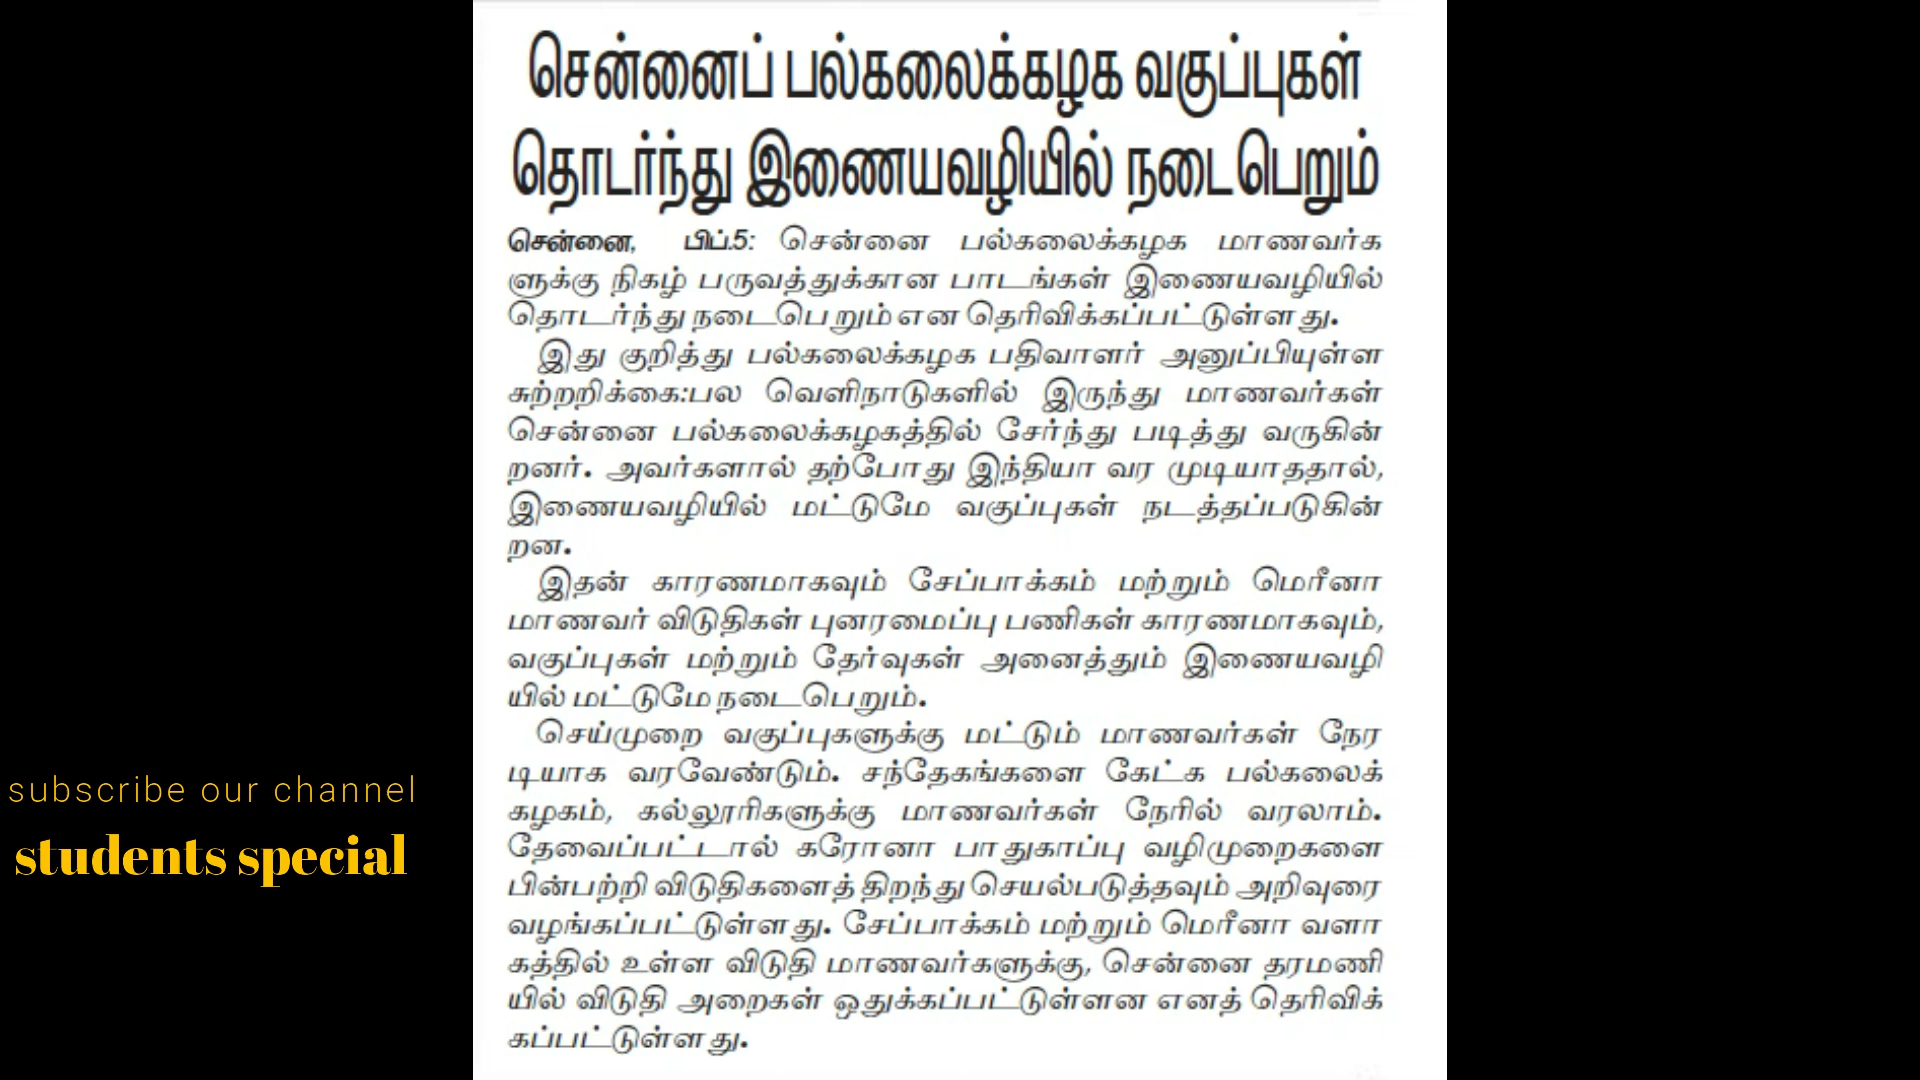 சென்னைப் பல்கலைக்கழக வகுப்புகள்
தொடர்ந்து இணையவழியில் நடைபெறும்
சென்னை, பிப்.5: சென்னை பல்கலைக்கழக மாணவர்க
ளுக்கு நிகழ் பருவத்துக்கான பாடங்கள் இணையவழியில்
தொடர்ந்து நடைபெறும் என தெரிவிக்கப்பட்டுள்ளது.
இது குறித்து பல்கலைக்கழக பதிவாளர் அனுப்பியுள்ள
சுற்றறிக்கை:பல வெளிநாடுகளில் இருந்து மாணவர்கள்
சென்னை பல்கலைக்கழகத்தில் சேர்ந்து படித்து வருகின்
றனர். அவர்களால் தற்போது இந்தியா வர முடியாததால்,
இணையவழியில் மட்டுமே வகுப்புகள் நடத்தப்படுகின்
றன.
இதன் காரணமாகவும் சேப்பாக்கம் மற்றும் மெரீனா
மாணவர் விடுதிகள் புனரமைப்பு பணிகள் காரணமாகவும்,
வகுப்புகள் மற்றும் தேர்வுகள் அனைத்தும் இணையவழி
யில் மட்டுமே நடைபெறும்.
செய்முறை வகுப்புகளுக்கு மட்டும் மாணவர்கள் நேர
டியாக வரவேண்டும். சந்தேகங்களை கேட்க பல்கலைக்
கழகம், கல்லூரிகளுக்கு மாணவர்கள் நேரில் வரலாம்.
தேவைப்பட்டால் கரோனா பாதுகாப்பு வழிமுறைகளை
பின்பற்றி விடுதிகளைத் திறந்து செயல்படுத்தவும் அறிவுரை
வழங்கப்பட்டுள்ளது. சேப்பாக்கம் மற்றும் மெரீனா வளா
கத்தில் உள்ள விடுதி மாணவர்களுக்கு, சென்னை தரமணி
யில் விடுதி அறைகள் ஒதுக்கப்பட்டுள்ளன எனத் தெரிவிக்
கப்பட்டுள்ளது.
subscribe our channel
students special